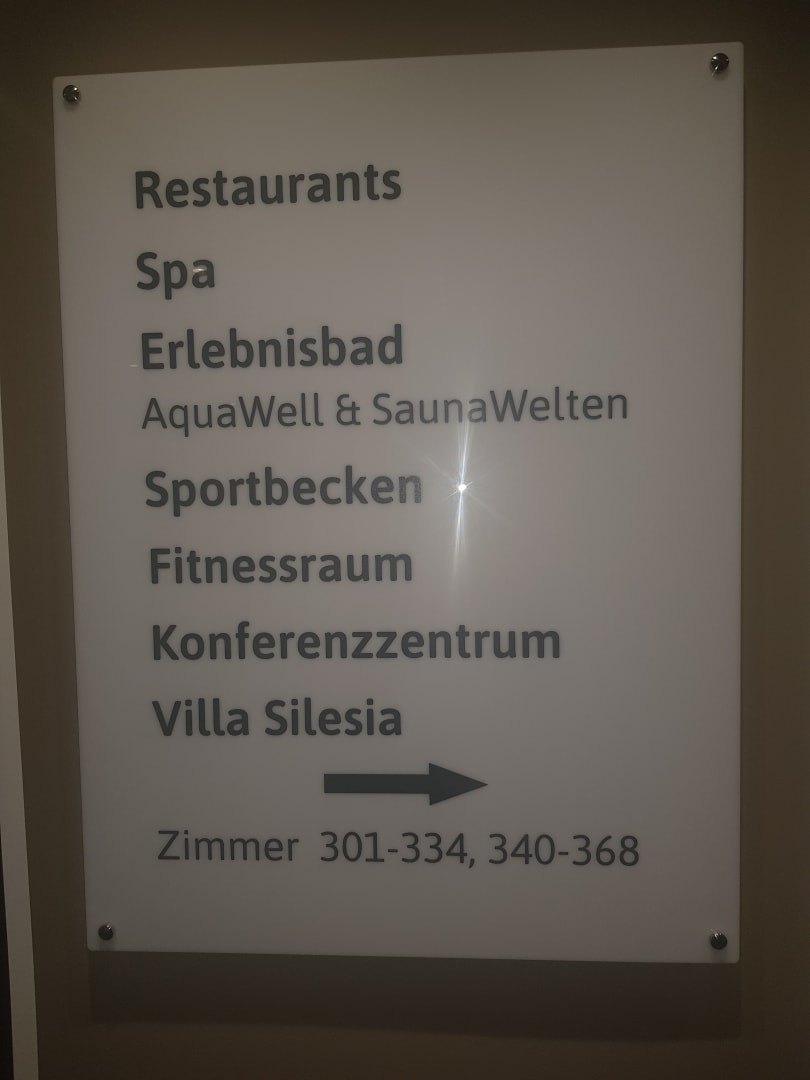 Restaurants
Spa
Erlebnisbad
AquaWell & SaunaWelten
Sportbecken
Fitnessraum
Konferenzzentrum
Villa Silesia
Zimmer 301-334, 340-368